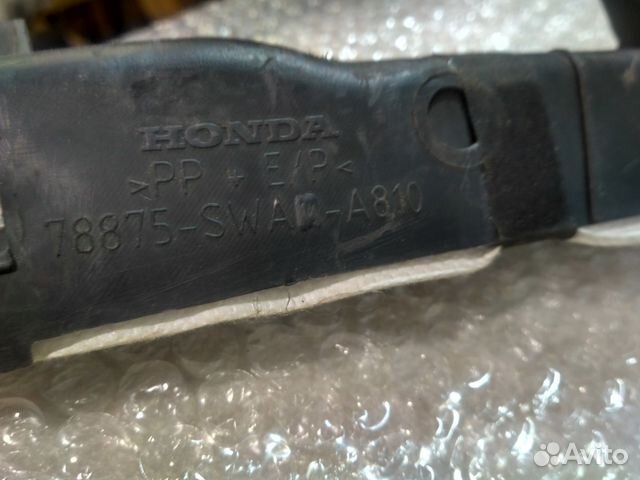 HONDA
>PP + E/P<
78875-SWA -A810
Avito